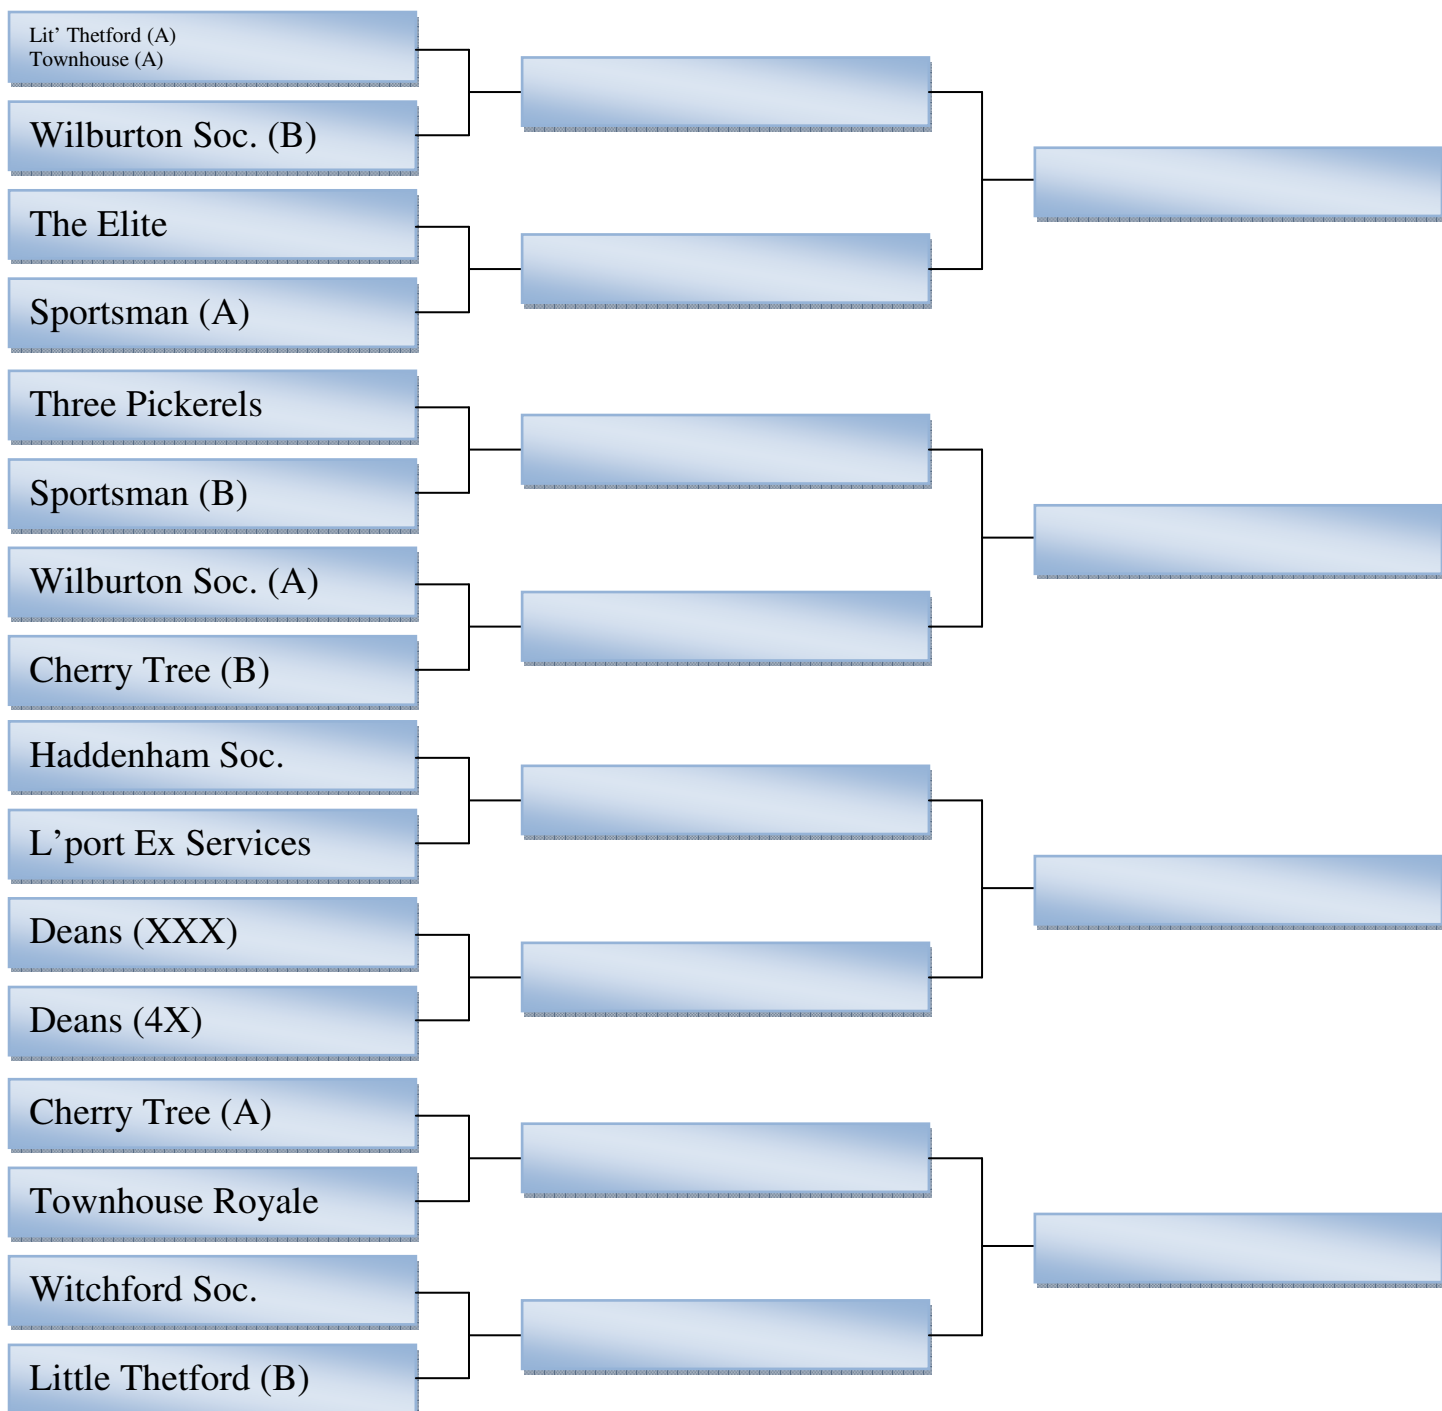 Lit’ Thetford (A)
Townhouse (A)
Wilburton Soc. (B)
The Elite
Sportsman (A)
Three Pickerels
Sportsman (B)
Wilburton Soc. (A)
Cherry Tree (B)
Haddenham Soc.
L’port Ex Services
Deans (XXX)
Deans (4X)
Cherry Tree (A)
Townhouse Royale
Witchford Soc.
Little Thetford (B)